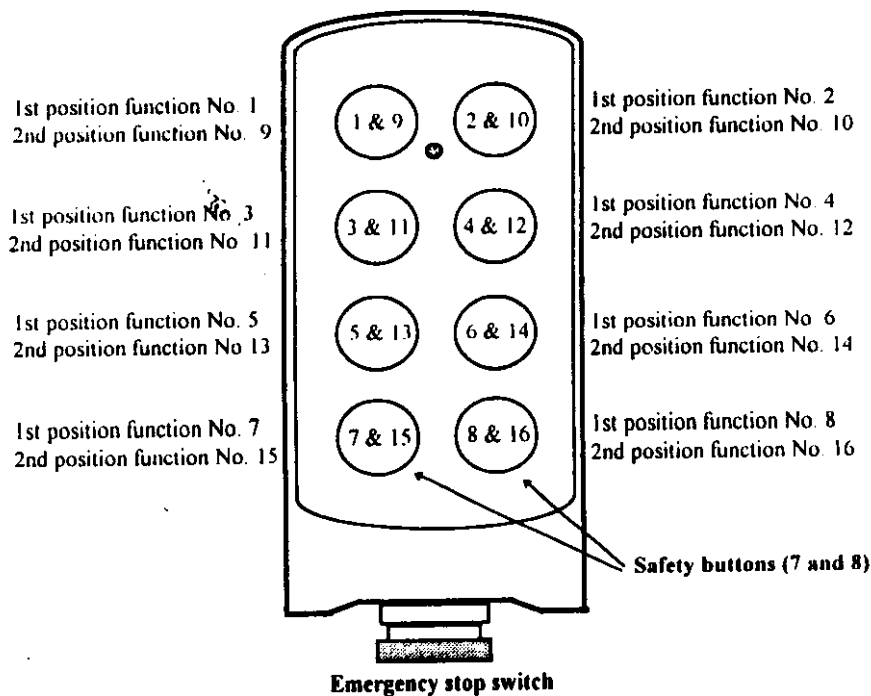 1st position function No. 1
2nd position function No. 9
1 & 9
2 & 10
1st position function No. 2
2nd position function No. 10
1st position function No. 3
2nd position function No. 11
3 & 11
4 & 12
1st position function No. 4
2nd position function No. 12
1st position function No. 5
2nd position function No 13
5 & 13
6 & 14
1st position function No. 6
2nd position function No. 14
1st position function No. 7
2nd position function No. 15
7 & 15
8 & 16
1st position function No. 8
2nd position function No. 16
Safety buttons (7 and 8)
Emergency stop switch